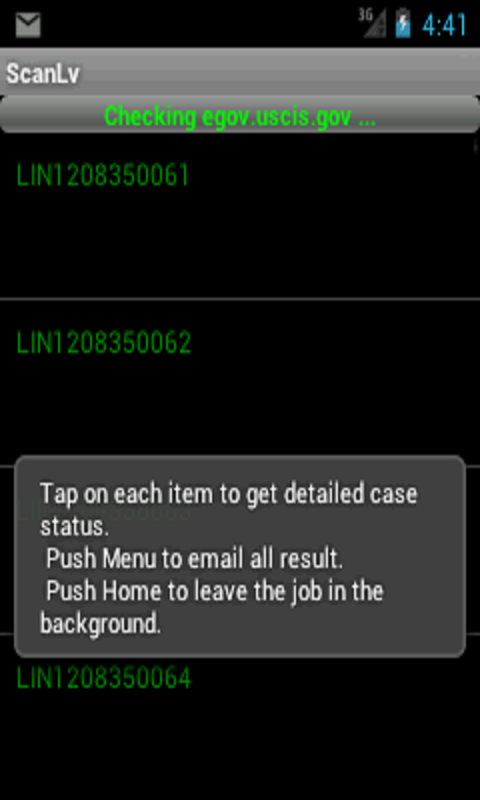 3G 4:41
ScanLv
Checking egov.uscis.gov ...
LIN1208350061
LIN1208350062
Tap on each item to get detailed case
status.
Push Menu to email all result.
Push Home to leave the job in the
background.
LIN1208350064